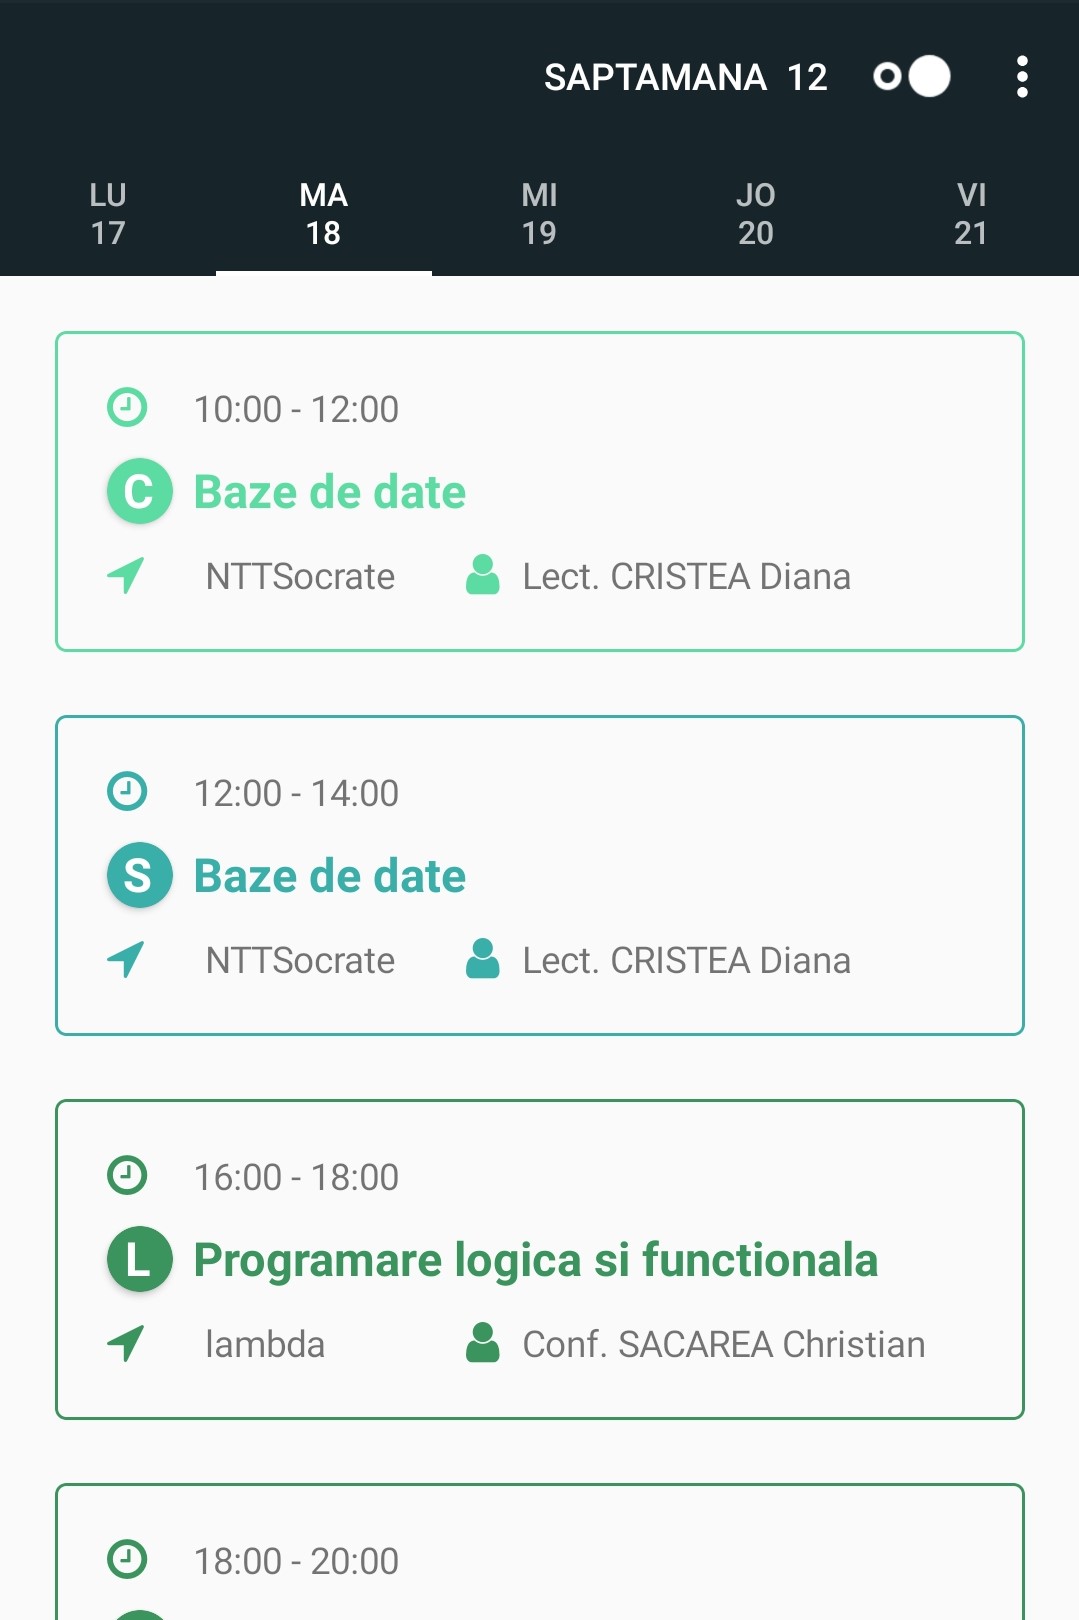 SAPTAMANA 12
LU MA MI JO VI
17 18 19 20 21
10:00 - 12:00
C Baze de date
NTTSocrate Lect. CRISTEA Diana
12:00 - 14:00
S Baze de date
NTTSocrate Lect. CRISTEA Diana
16:00 - 18:00
L Programare logica si functionala
lambda Conf. SACAREA Christian
18:00 - 20:00